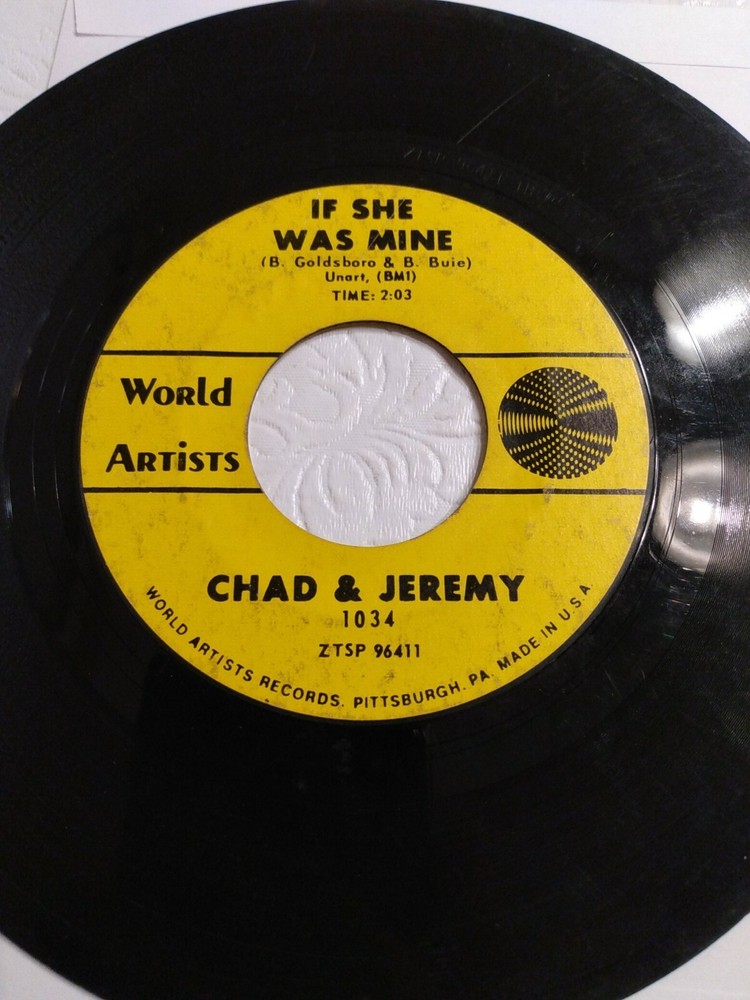 IF SHE
WAS MINE
(B. Goldsboro & B. Buie)
Unart, (BMI)
TIME: 2:03
World
Artists
CHAD & JEREMY
1034
ZTSP 96411
WORLD ARTISTS RECORDS. PITTSBURGH. PA. MADE IN U.S.A